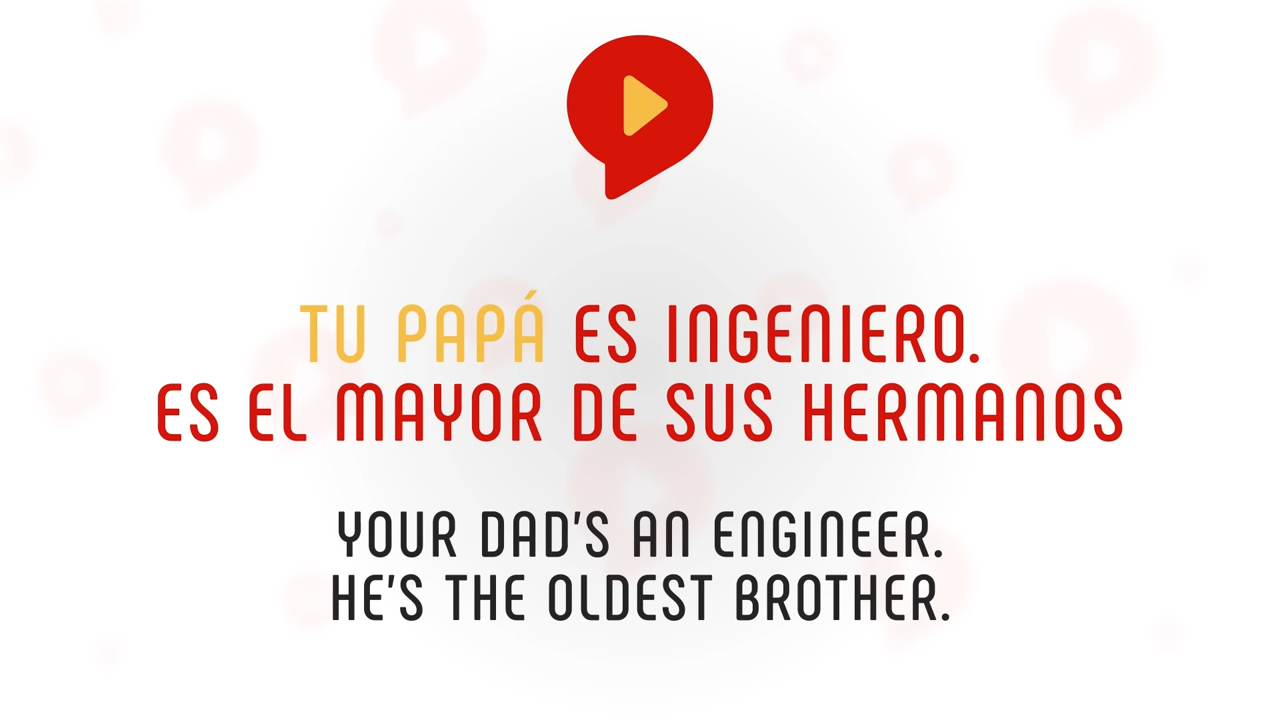 TU PAPÁ ES INGENIERO.
ES EL MAYOR DE SUS HERMANOS
YOUR DAD'S AN ENGINEER.
HE'S THE OLDEST BROTHER.